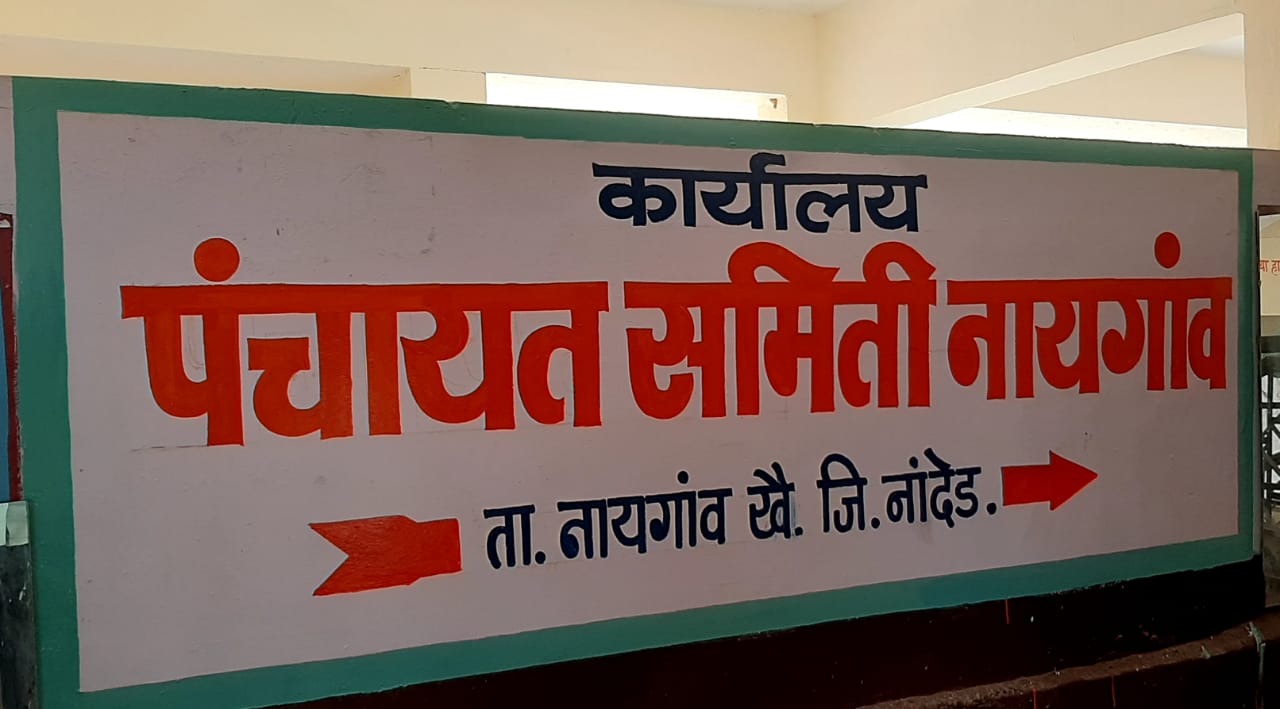 कार्यालय
पंचायत समिती नायगांव
ता. नायगांव खै. जि. नांदेड.